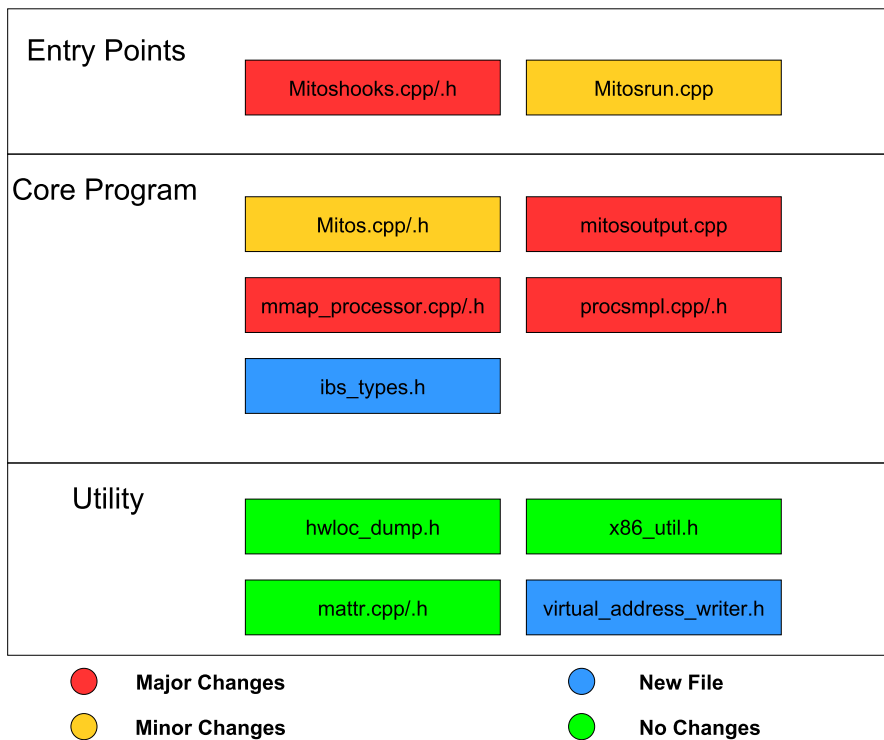 Entry Points
Mitoshooks.cpp/.h
Mitosrun.cpp
Core Program
Mitos.cpp/.h
mitosoutput.cpp
mmap_processor.cpp/.h
procsmpl.cpp/.h
ibs_types.h
Utility
hwloc_dump.h
x86_util.h
mattr.cpp/.h
virtual_address_writer.h
Major Changes
New File
Minor Changes
No Changes